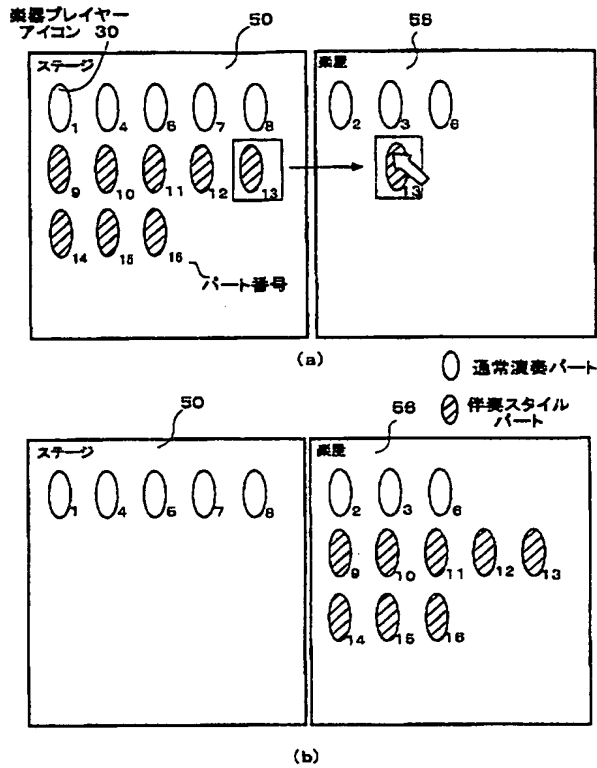 楽器プレイヤー
アイコン 30
50
56
ステージ
楽屋
1 4 5 7 8
2 3 6
9 10 11 12 13
13
14 15 16
パート番号
(a)
通常演奏パート
伴奏スタイル
パート
50
56
ステージ
楽屋
1 4 5 7 8
2 3 6
9 10 11 12 13
14 15 16
(b)